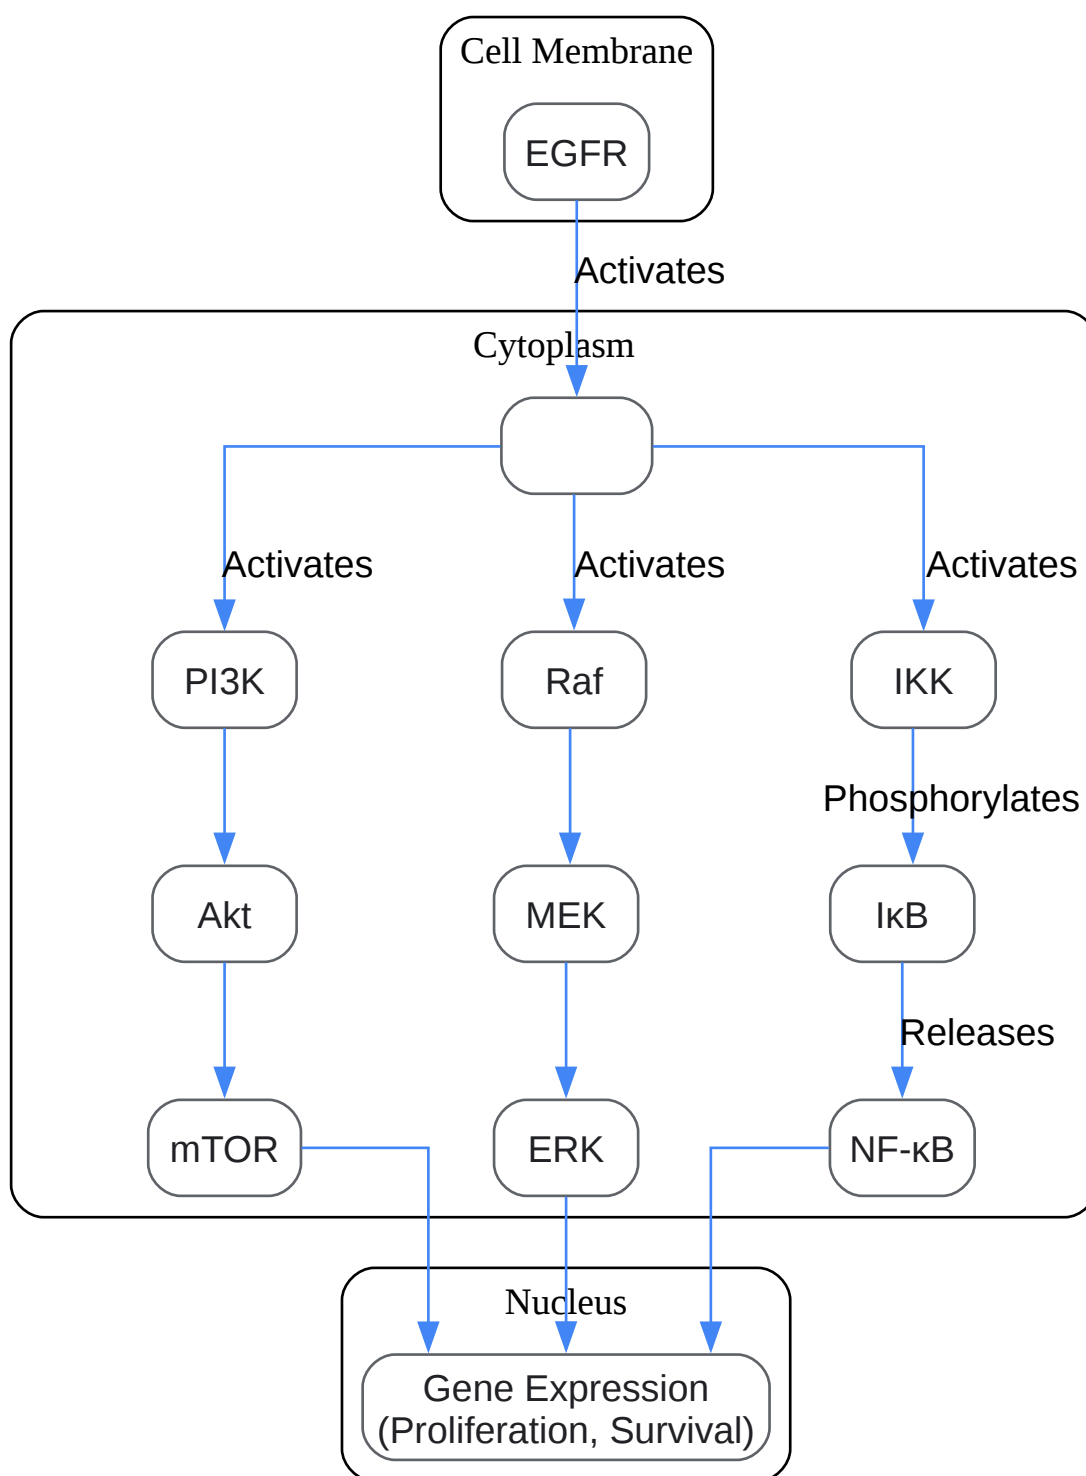 Cell Membrane
EGFR
Activates
Cytoplasm
Activates
Activates
Activates
PI3K
Raf
IKK
Phosphorylates
Akt
MEK
IκB
Releases
mTOR
ERK
NF-κB
Nucleus
Gene Expression
(Proliferation, Survival)